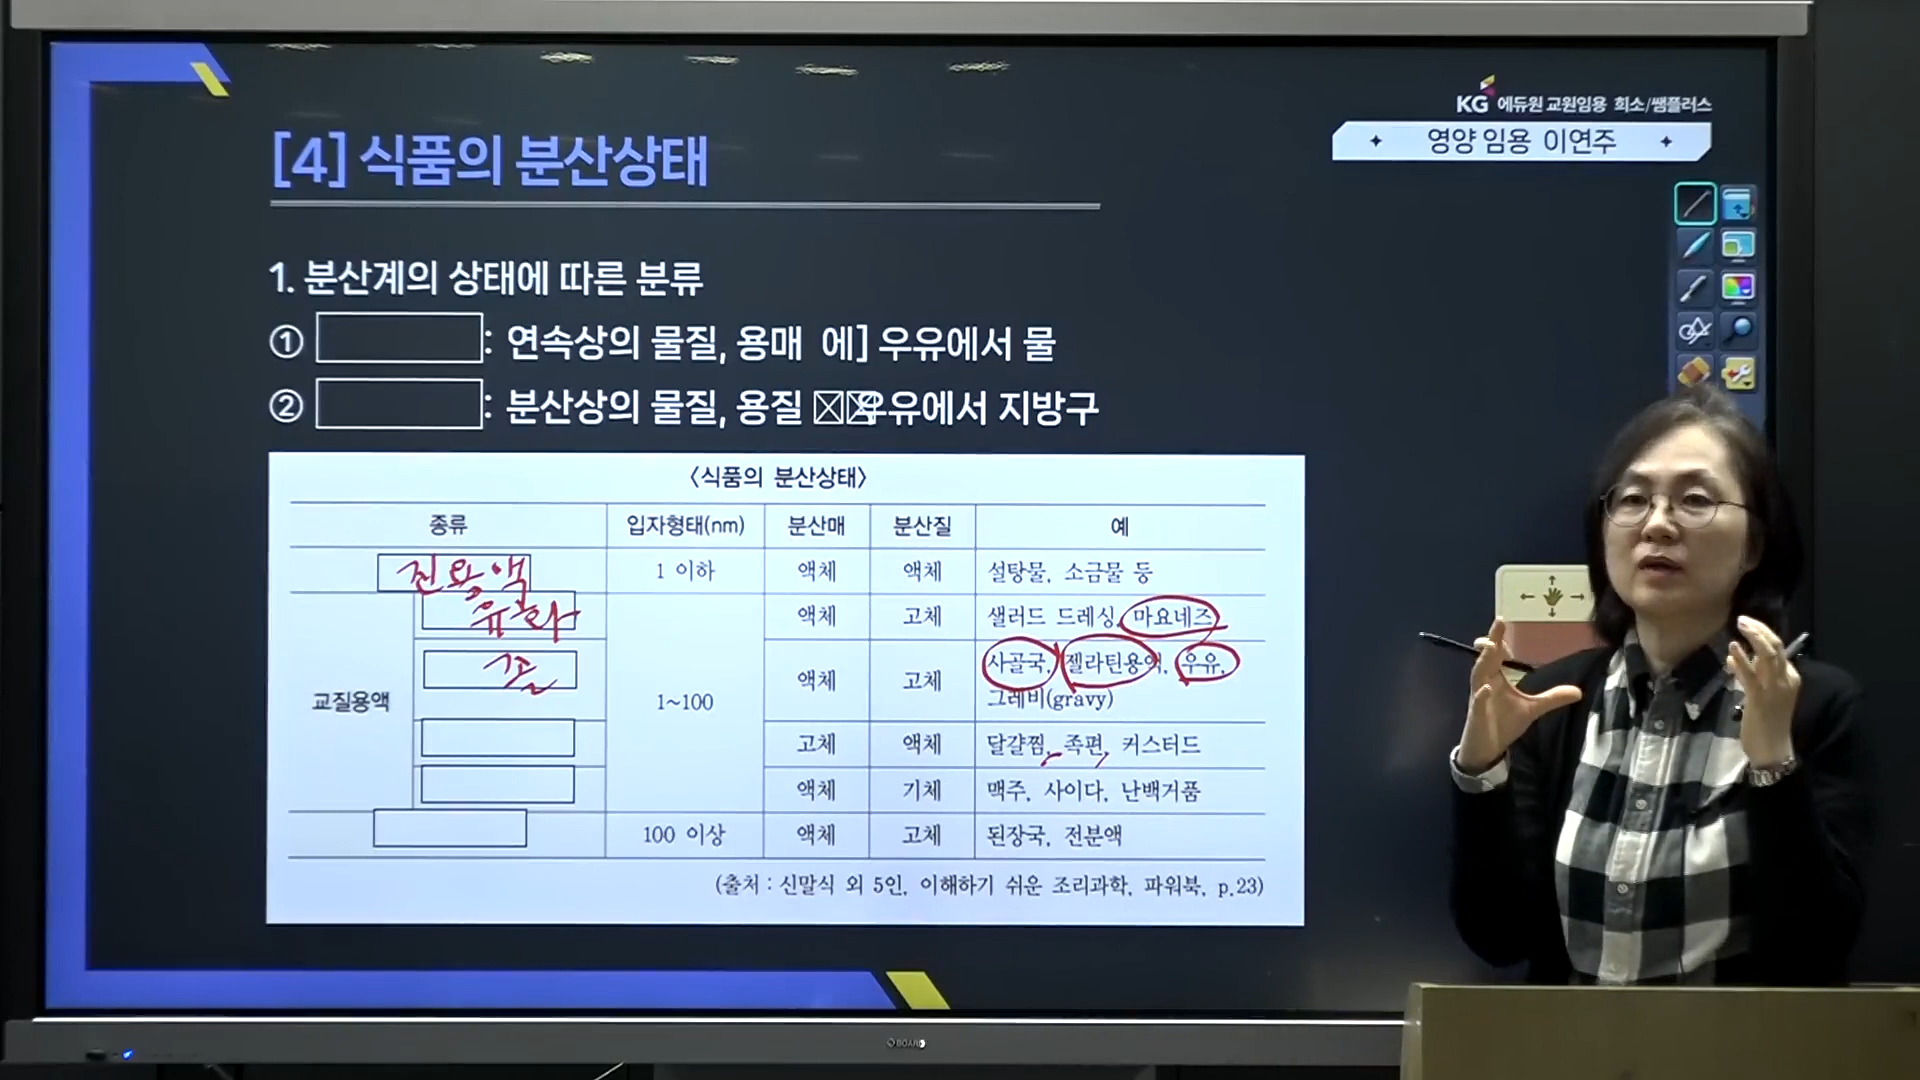 KG 에듀원 교원임용 희소/쌤플러스
영양 임용 이연주
[4] 식품의 분산상태
1. 분산계의 상태에 따른 분류
① : 연속상의 물질, 용매 에] 우유에서 물
② : 분산상의 물질, 용질 우유에서 지방구
<식품의 분산상태>
종류 입자형태(nm) 분산매 분산질 예
진용액 1 이하 액체 액체 설탕물, 소금물 등
유화 액체 고체 샐러드 드레싱, 마요네즈
졸 액체 고체 사골국, 젤라틴용액, 우유,
그레비(gravy)
교질용액 1~100
고체 액체 달걀찜, 족편, 커스터드
액체 기체 맥주, 사이다, 난백거품
100 이상 액체 고체 된장국, 전분액
(출처 : 신말식 외 5인, 이해하기 쉬운 조리과학, 파워북, p.23)